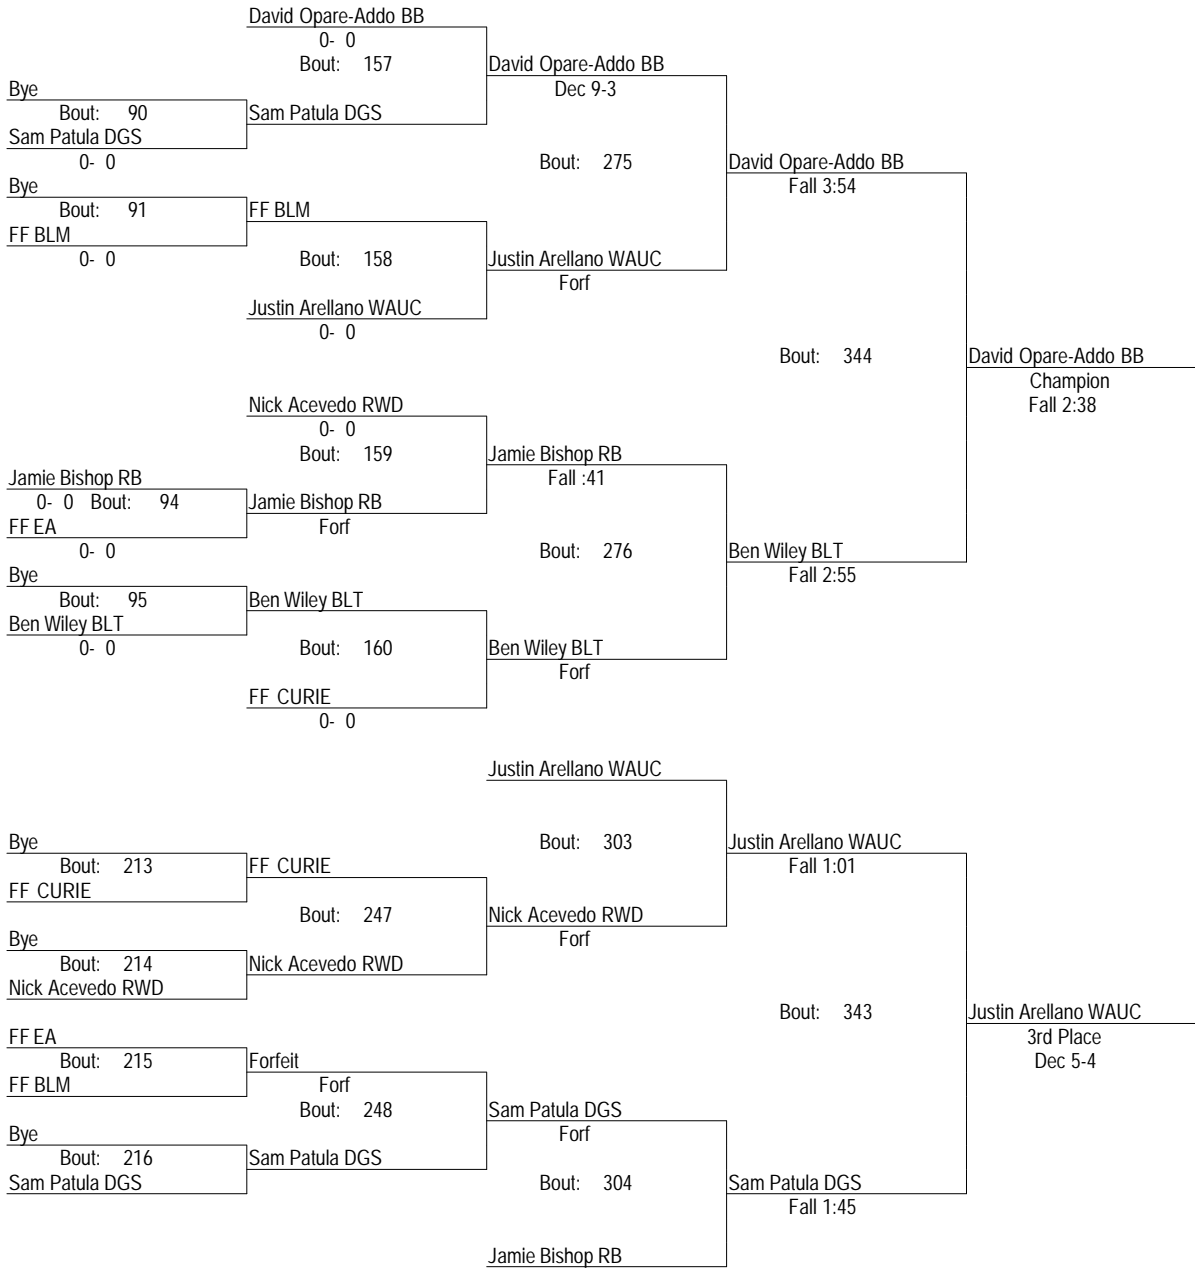 David Opare-Addo BB
0- 0
Bout: 157
David Opare-Addo BB
Dec 9-3
Bye
Bout: 90
Sam Patula DGS
Sam Patula DGS
0- 0
Bout: 275
David Opare-Addo BB
Fall 3:54
Bye
Bout: 91
FF BLM
FF BLM
0- 0
Bout: 158
Justin Arellano WAUC
Forf
Justin Arellano WAUC
0- 0
Bout: 344
David Opare-Addo BB
Champion
Fall 2:38
Nick Acevedo RWD
0- 0
Bout: 159
Jamie Bishop RB
Fall :41
Jamie Bishop RB
0- 0 Bout: 94
Jamie Bishop RB
Forf
FF EA
0- 0
Bout: 276
Ben Wiley BLT
Fall 2:55
Bye
Bout: 95
Ben Wiley BLT
Ben Wiley BLT
0- 0
Bout: 160
Ben Wiley BLT
Forf
FF CURIE
0- 0
Justin Arellano WAUC
Bye
Bout: 213
FF CURIE
FF CURIE
Bout: 303
Justin Arellano WAUC
Fall 1:01
Bout: 247
Nick Acevedo RWD
Forf
Bye
Bout: 214
Nick Acevedo RWD
Nick Acevedo RWD
Bout: 343
Justin Arellano WAUC
3rd Place
Dec 5-4
FF EA
Bout: 215
FF BLM
Forfeit
Forf
Bout: 248
Sam Patula DGS
Forf
Bye
Bout: 216
Sam Patula DGS
Sam Patula DGS
Bout: 304
Sam Patula DGS
Fall 1:45
Jamie Bishop RB